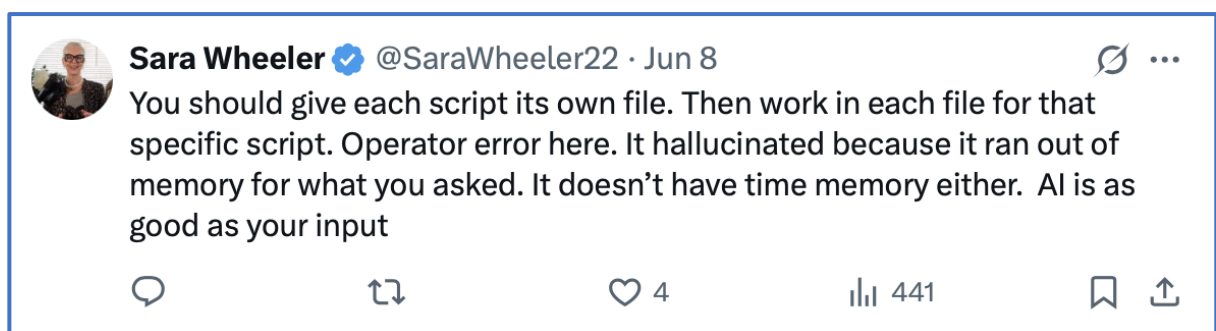 Sara Wheeler @SaraWheeler22 · Jun 8
You should give each script its own file. Then work in each file for that
specific script. Operator error here. It hallucinated because it ran out of
memory for what you asked. It doesn’t have time memory either.  AI is as
good as your input
4 441